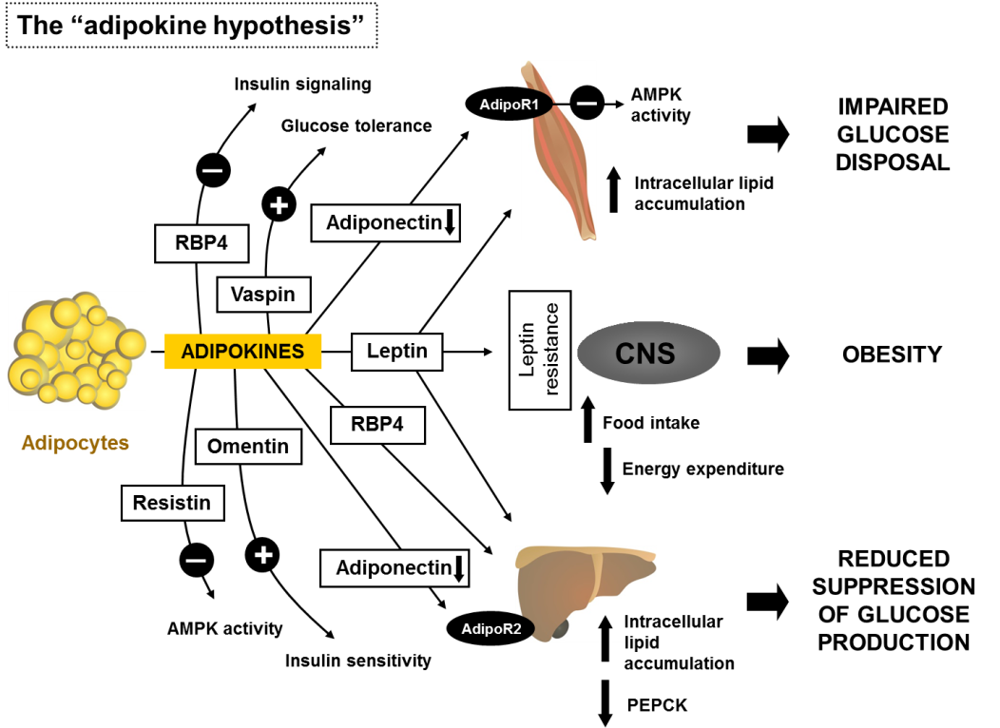 The “adipokine hypothesis”
Insulin signaling
Glucose tolerance
RBP4
Vaspin
Adiponectin
AdipoR1
AMPK
activity
Intracellular lipid
accumulation
IMPAIRED
GLUCOSE
DISPOSAL
Adipocytes
ADIPOKINES
Leptin
Leptin
resistance
CNS
Food intake
Energy expenditure
OBESITY
RBP4
Omentin
Resistin
AMPK activity
Insulin sensitivity
Adiponectin
AdipoR2
Intracellular
lipid
accumulation
PEPCK
REDUCED
SUPPRESSION
OF GLUCOSE
PRODUCTION